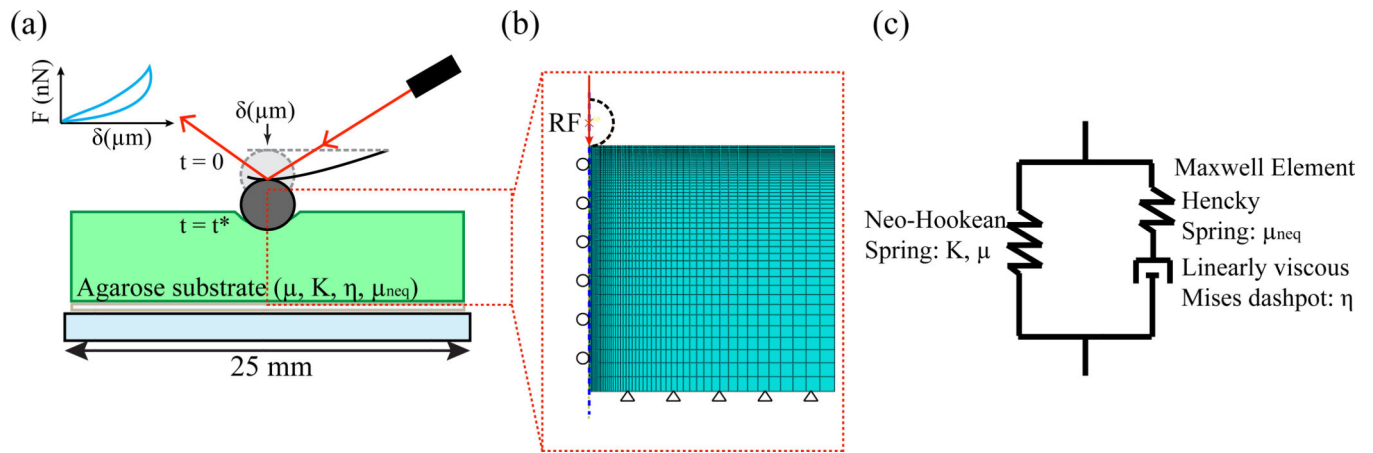 (a)
F (nN)
δ(μm)
δ(μm)
t = 0
t = t*
Agarose substrate (μ, K, η, μneq)
25 mm
(b)
RF
(c)
Neo-Hookean
Spring: K, μ
Maxwell Element
Hencky
Spring: μneq
Linearly viscous
Mises dashpot: η